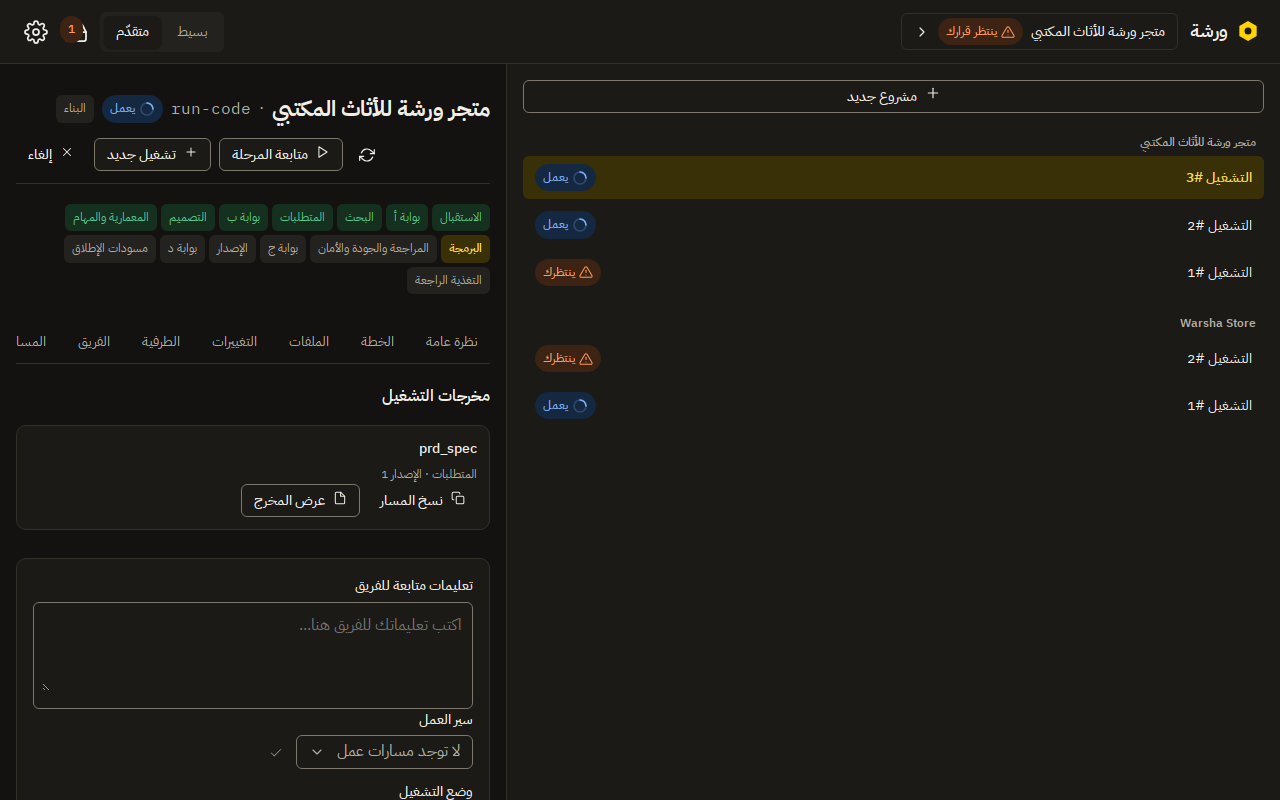 ورشة
متجر ورشة للأثاث المكتبي
ينتظر قرارك
بسيط
متقدّم
1
مشروع جديد
متجر ورشة للأثاث المكتبي
التشغيل #3
يعمل
التشغيل #2
يعمل
التشغيل #1
ينتظرك
Warsha Store
التشغيل #2
ينتظرك
التشغيل #1
يعمل
متجر ورشة للأثاث المكتبي · run-code يعمل البناء
متابعة المرحلة تشغيل جديد إلغاء
الاستقبال بوابة أ البحث المتطلبات بوابة ب التصميم المعمارية والمهام
البرمجة المراجعة والجودة والأمان بوابة ج الإصدار بوابة د مسودات الإطلاق
التغذية الراجعة
نظرة عامة الخطة الملفات التغييرات الطرفية الفريق المسا
مخرجات التشغيل
prd_spec
المتطلبات · الإصدار 1
نسخ المسار عرض المخرج
تعليمات متابعة للفريق
اكتب تعليماتك للفريق هنا...
سير العمل
لا توجد مسارات عمل
وضع التشغيل